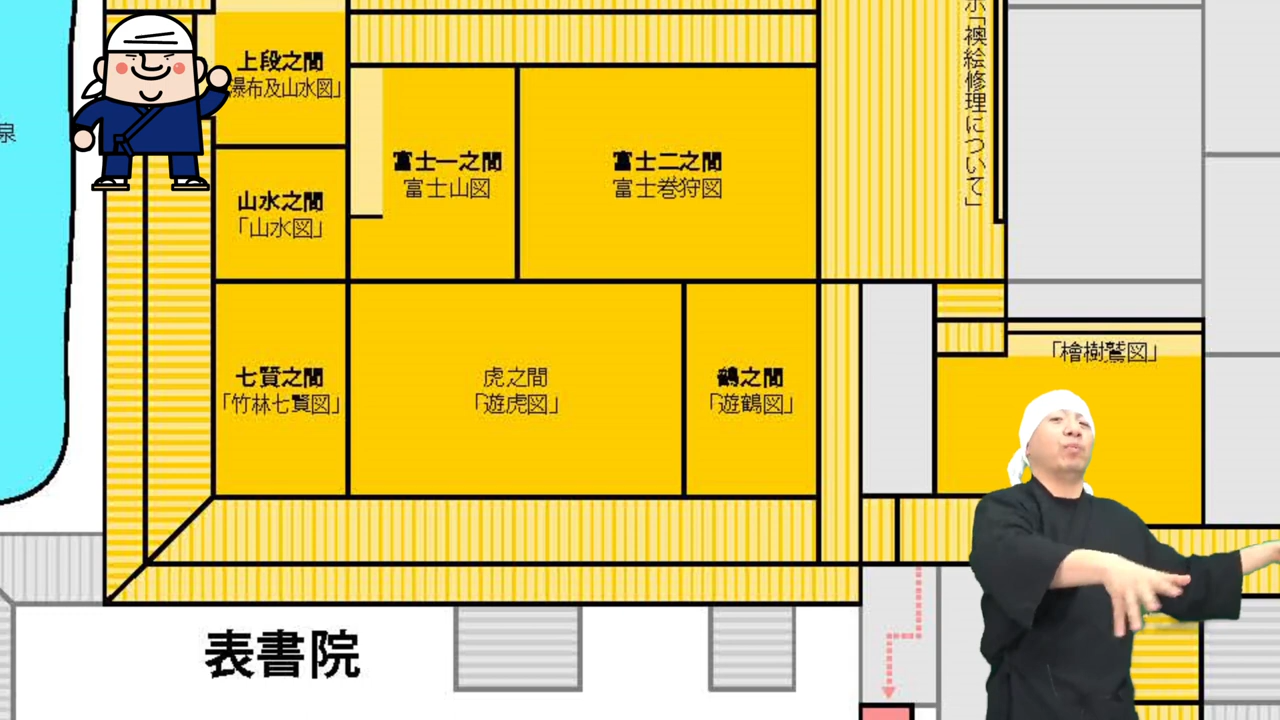 上段之間
瀑布及山水図」
山水之間
「山水図」
富士一之間
富士山図
富士二之間
富士巻狩図
「襖絵修理について」
泉
七賢之間
「竹林七賢図」
虎之間
「遊虎図」
鶴之間
「遊鶴図」
「檜樹鷲図」
表書院